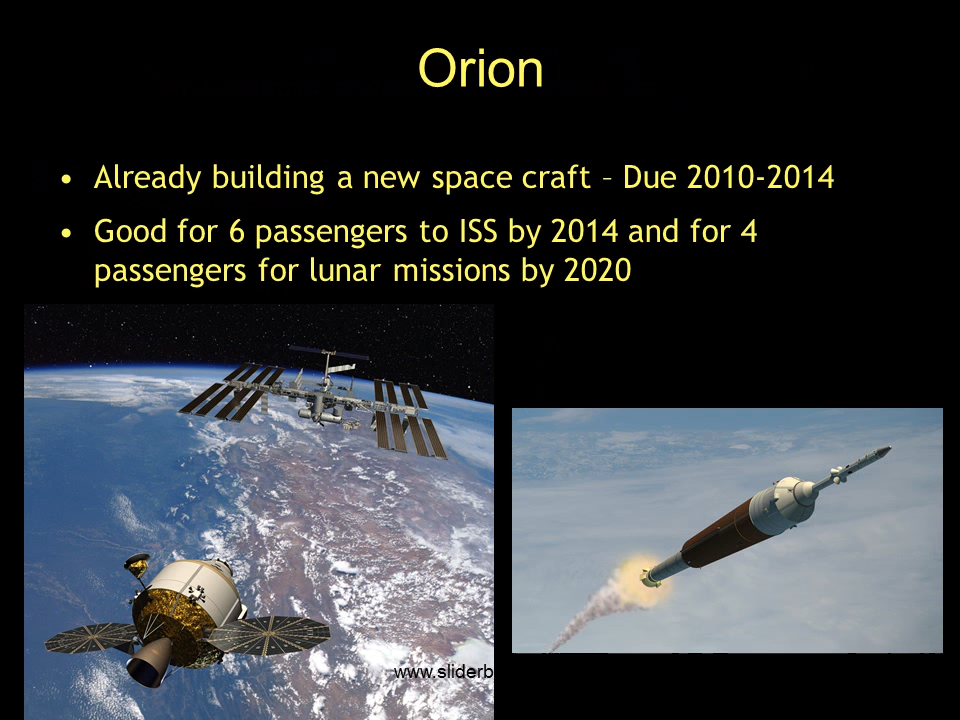 Orion
• Already building a new space craft – Due 2010-2014
• Good for 6 passengers to ISS by 2014 and for 4
passengers for lunar missions by 2020